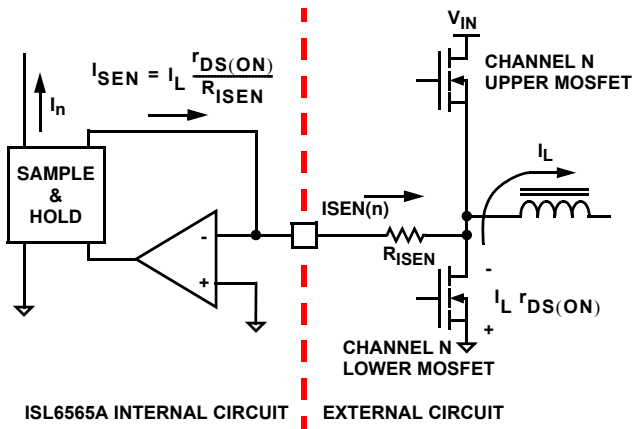 V_IN
I_SEN = I_L r_DS(ON) / R_ISEN
I_n
CHANNEL N
UPPER MOSFET
I_L
SAMPLE
&
HOLD
ISEN(n)
-
+
R_ISEN
-
I_L r_DS(ON)
+
CHANNEL N
LOWER MOSFET
ISL6565A INTERNAL CIRCUIT
EXTERNAL CIRCUIT